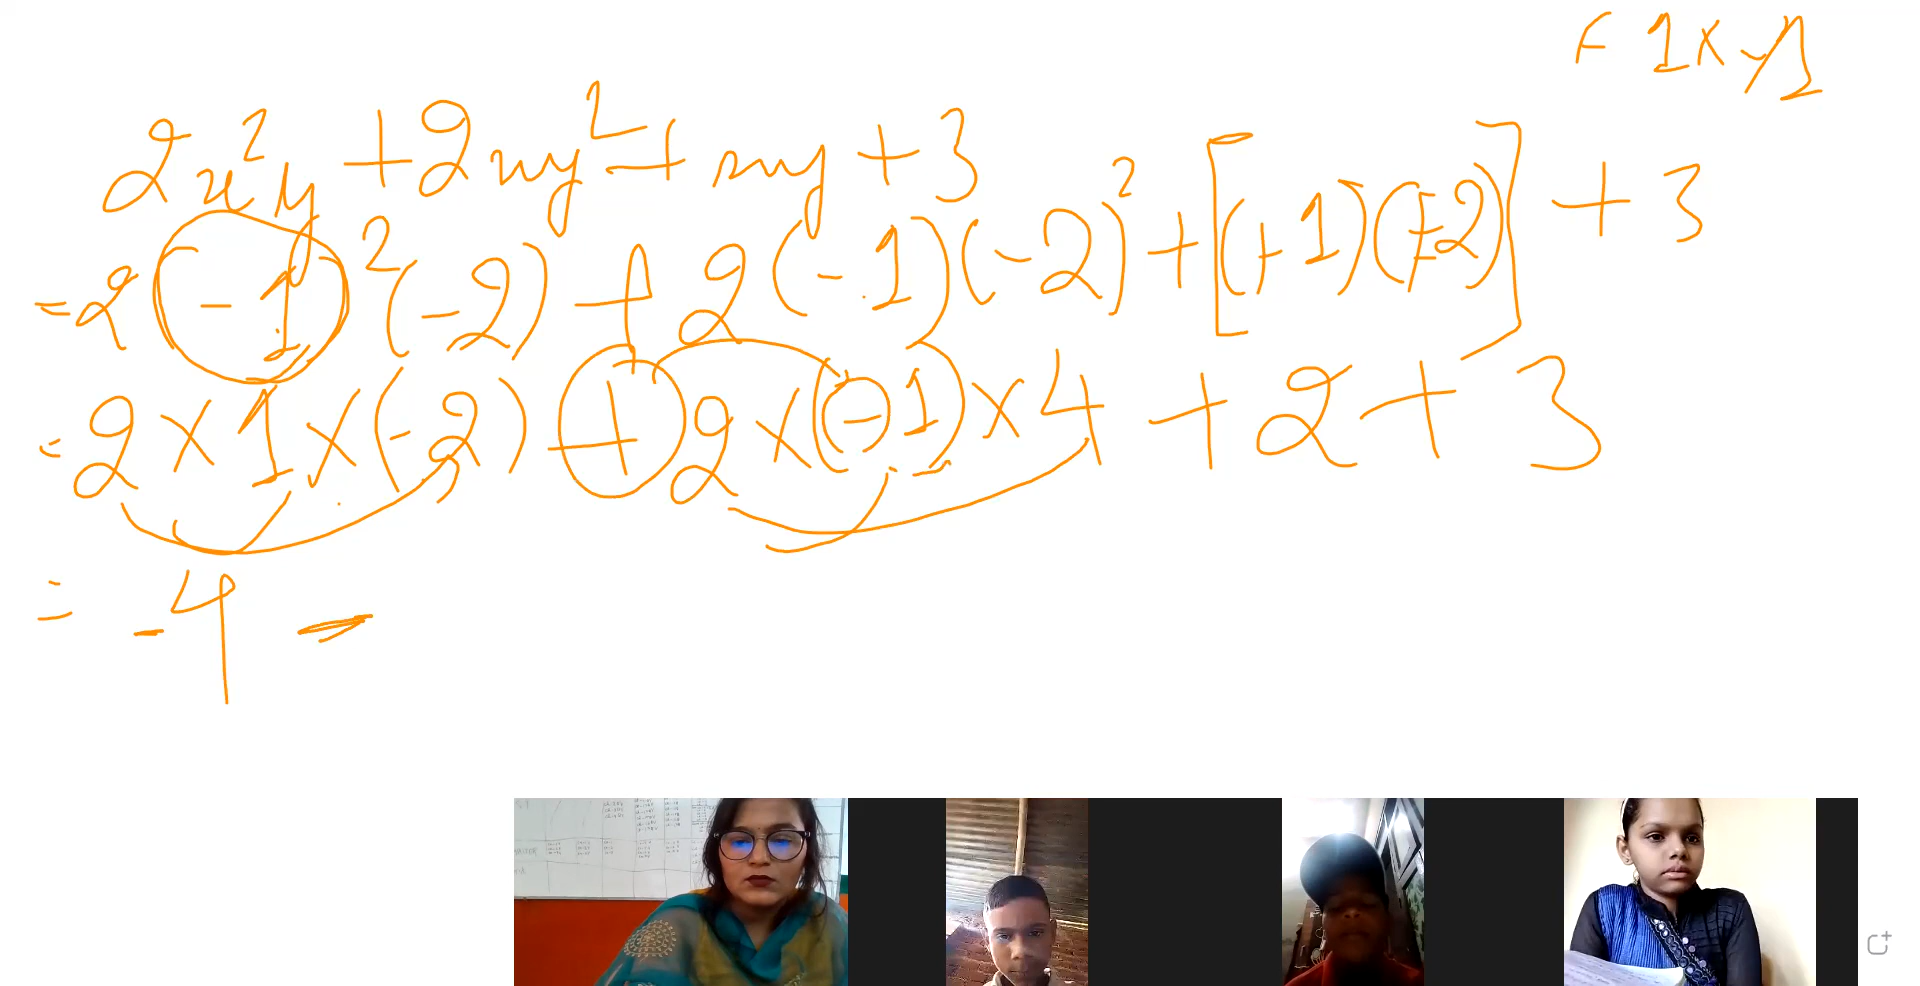 2x²y + 2xy² + xy + 3
= 2(-1)²(-2) + 2(-1)(-2)² + [(+1)(+2)] + 3
= 2 × 1 × (-2) + 2 × (-1) × 4 + 2 + 3
= -4 -